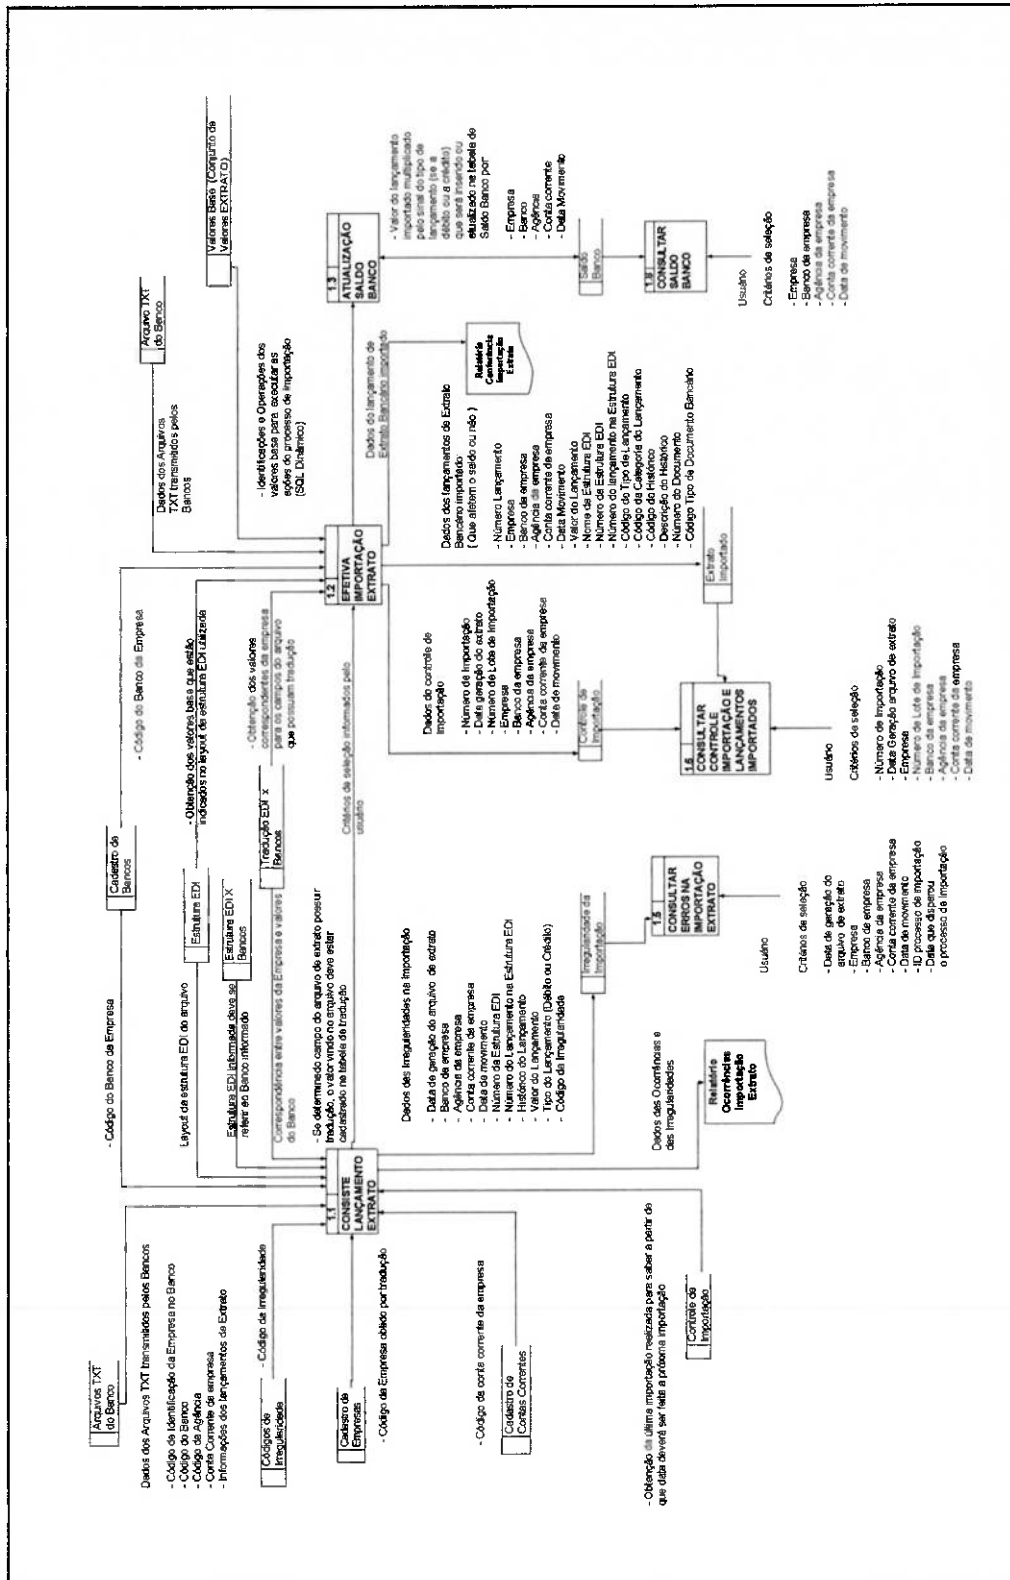 Arquivos TXT
do Banco
Dados dos Arquivos TXT transmitidos pelos Bancos
- Código de Identificação da Empresa no Banco
- Código do Banco
- Código da Agência
- Conta Corrente da empresa
- Informações dos lançamentos de Extrato
Códigos de
Irregularidade
- Código da Irregularidade
Cadastro de
Empresas
- Código da Empresa obtido por tradução
- Código da conta corrente da empresa
Cadastro de
Contas Correntes
- Obtenção da última importação realizada para saber a partir de
que data deverá ser feita a próxima importação
Controle de
Importação
1.1
CONSISTE
LANÇAMENTO
EXTRATO
- Código do Banco da Empresa
Layout da estrutura EDI do arquivo
Estrutura EDI informada deve se
referir ao Banco informado
Correspondência entre valores da Empresa e valores
do Banco
- Se determinado campo do arquivo de extrato possuir
tradução, o valor vindo no arquivo deve estar
cadastrado na tabela de tradução
Dados das Irregularidades na Importação
- Data de geração do arquivo de extrato
- Banco da empresa
- Agência da empresa
- Conta corrente da empresa
- Data de movimento
- Número da Estrutura EDI
- Número do Lançamento na Estrutura EDI
- Histórico do Lançamento
- Valor do Lançamento
- Tipo do Lançamento (Débito ou Crédito)
- Código da Irregularidade
Dados das Ocorrências e
das Irregularidades
Relatório
Ocorrências
Importação
Extrato
Cadastro de
Bancos
Estrutura EDI
Estrutura EDI X
Bancos
Tradução EDI X
Bancos
Irregularidade da
Importação
1.5
CONSULTAR
ERROS NA
IMPORTAÇÃO
EXTRATO
Usuário
Critérios de seleção
- Data de geração do
arquivo de extrato
- Empresa
- Banco da empresa
- Agência da empresa
- Conta corrente da empresa
- Data de movimento
- ID processo de importação
- Data que disparou
o processo de importação
- Código do Banco da Empresa
- Obtenção dos valores base que estão
indicados no layout da estrutura EDI utilizada
- Obtenção dos valores
correspondentes da empresa
para os campos do arquivo
que possuam tradução
Critérios de seleção informados pelo
usuário
Dados do controle de
Importação
- Número de Importação
- Data geração do extrato
- Número de Lote de Importação
- Empresa
- Banco da empresa
- Agência da empresa
- Conta corrente da empresa
- Data de movimento
Controle de
Importação
1.6
CONSULTAR
CONTROLE
IMPORTAÇÃO E
LANÇAMENTOS
IMPORTADOS
Usuário
Critérios de seleção
- Número de Importação
- Data Geração arquivo de extrato
- Empresa
- Número de Lote de Importação
- Banco da empresa
- Agência da empresa
- Conta corrente da empresa
- Data de movimento
Arquivo TXT
do Banco
Dados dos Arquivos
TXT transmitidos pelos
Bancos
Valores Base (Conjunto de
Valores EXTRATO)
- Identificações e Operações dos
valores base para executar as
ações do processo de Importação
(SQL Dinâmico)
1.2
EFETIVA
IMPORTAÇÃO
EXTRATO
Dados do lançamento de
Extrato Bancário importado
Dados dos lançamentos de Extrato
Bancário importado
( Que afetem o saldo ou não )
- Número Lançamento
- Empresa
- Banco da empresa
- Agência da empresa
- Conta corrente da empresa
- Data Movimento
- Valor do Lançamento
- Nome da Estrutura EDI
- Número da Estrutura EDI
- Número do lançamento na Estrutura EDI
- Código do Tipo de Lançamento
- Código da Categoria do Lançamento
- Código do Histórico
- Descrição do Histórico
- Número do Documento
- Código Tipo de Documento Bancário
Extrato
Importado
Relatório
Conferência
Importação
Extrato
1.3
ATUALIZAÇÃO
SALDO
BANCO
- Valor do lançamento
importado multiplicado
pelo sinal do tipo de
lançamento (se a
débito ou a crédito)
que será inserido ou
atualizado na tabela de
Saldo Banco por
- Empresa
- Banco
- Agência
- Conta corrente
- Data Movimento
Saldo
Banco
CONSULTAR
SALDO
BANCO
Usuário
Critérios de seleção
- Empresa
- Banco da empresa
- Agência da empresa
- Conta corrente da empresa
- Data de movimento